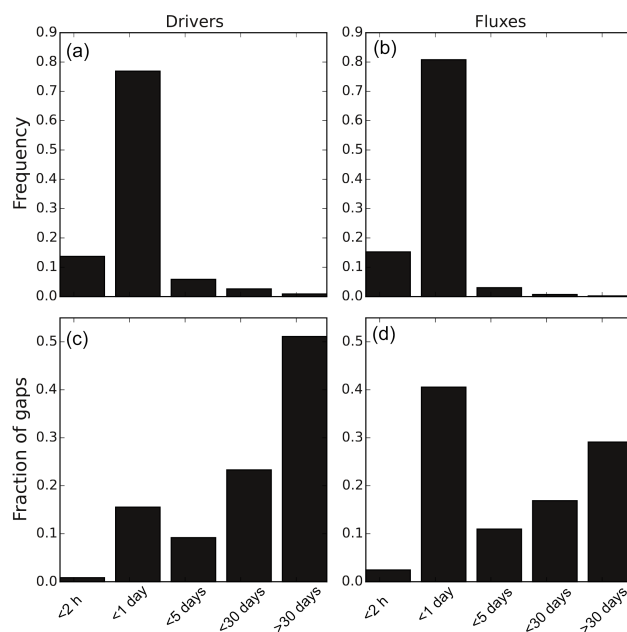 Drivers
Fluxes
(a)
(b)
Frequency
0.9
0.8
0.7
0.6
0.5
0.4
0.3
0.2
0.1
0.0
0.9
0.8
0.7
0.6
0.5
0.4
0.3
0.2
0.1
0.0
(c)
(d)
Fraction of gaps
0.5
0.4
0.3
0.2
0.1
0.0
0.5
0.4
0.3
0.2
0.1
0.0
<2 h
<1 day
<5 days
<30 days
>30 days
<2 h
<1 day
<5 days
<30 days
>30 days